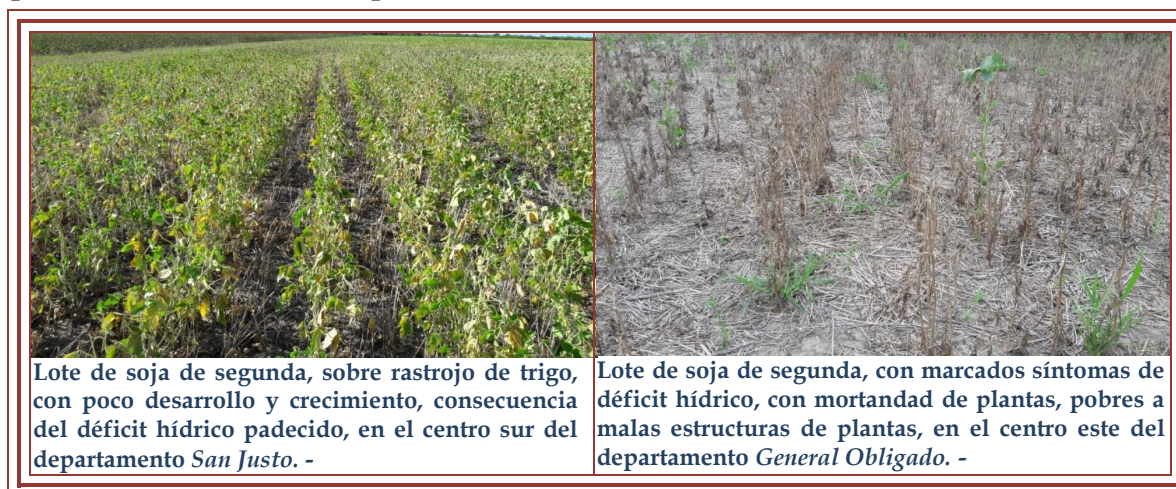 Lote de soja de segunda, sobre rastrojo de trigo,
con poco desarrollo y crecimiento, consecuencia
del déficit hídrico padecido, en el centro sur del
departamento San Justo. -
Lote de soja de segunda, con marcados síntomas de
déficit hídrico, con mortandad de plantas, pobres a
malas estructuras de plantas, en el centro este del
departamento General Obligado. -